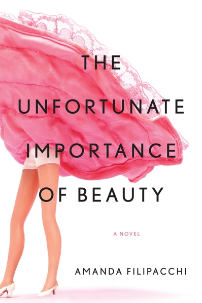 THE
UNFORTUNATE
IMPORTANCE
OF BEAUTY
A NOVEL
AMANDA FILIPACCHI